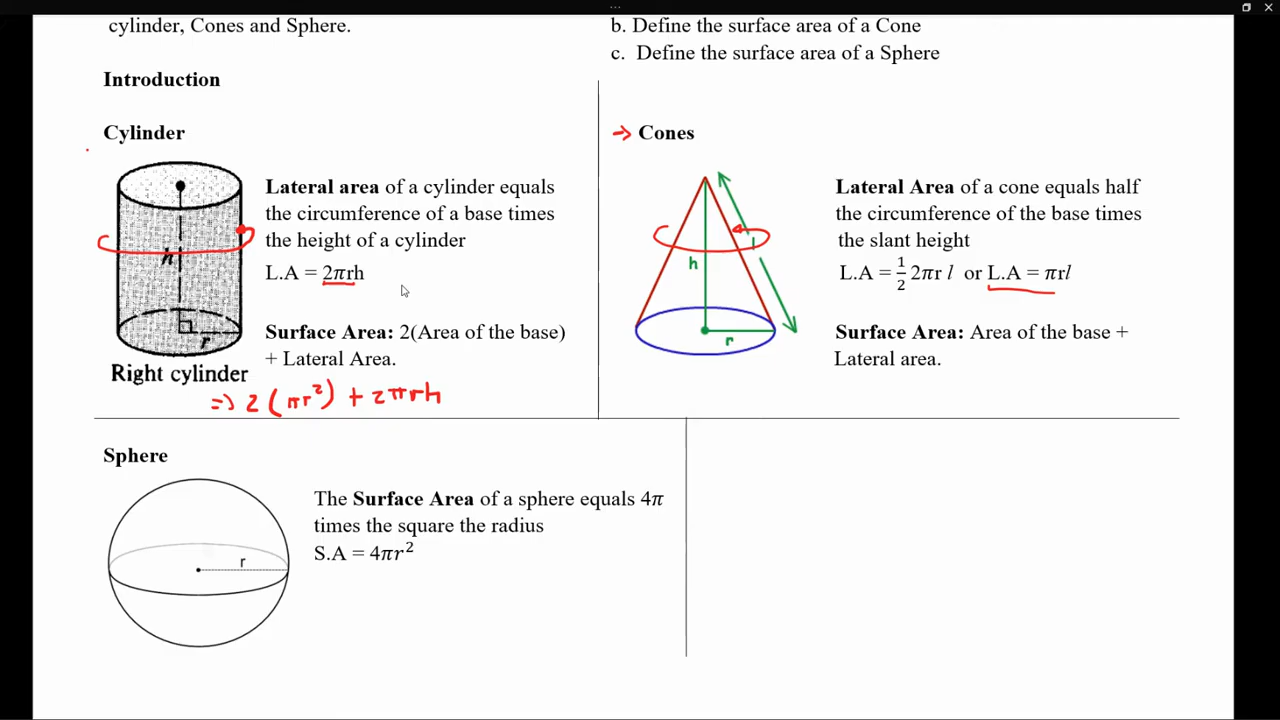 cylinder, Cones and Sphere.
b. Define the surface area of a Cone
c. Define the surface area of a Sphere
Introduction
Cylinder
h
r
Right cylinder
Lateral area of a cylinder equals
the circumference of a base times
the height of a cylinder
L.A = 2πrh
Surface Area: 2(Area of the base)
+ Lateral Area.
=> 2(πr²) + 2πrh
→ Cones
h
l
r
Lateral Area of a cone equals half
the circumference of the base times
the slant height
L.A = 1/2 2πr l or L.A = πrl
Surface Area: Area of the base +
Lateral area.
Sphere
r
The Surface Area of a sphere equals 4π
times the square the radius
S.A = 4πr²